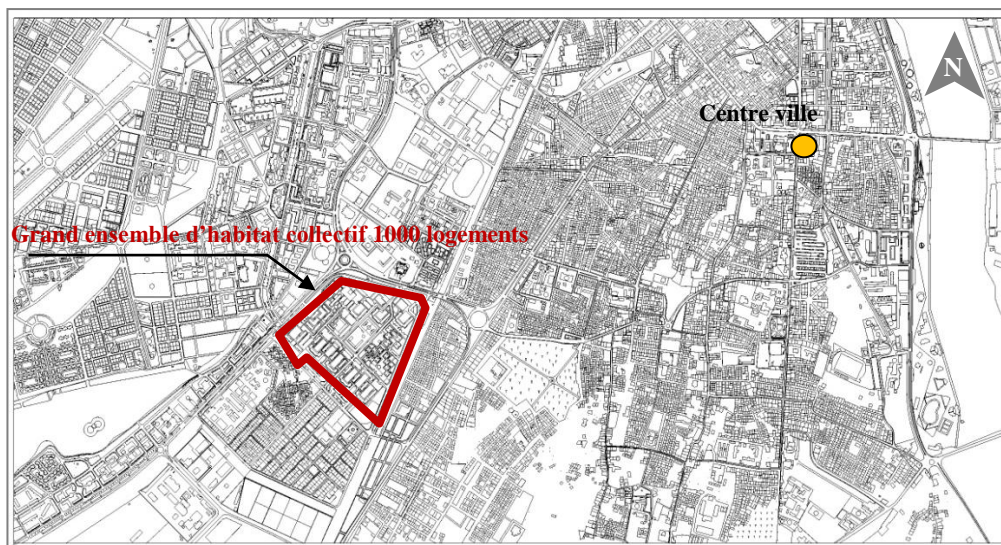 N
Centre ville
Grand ensemble d’habitat collectif 1000 logements